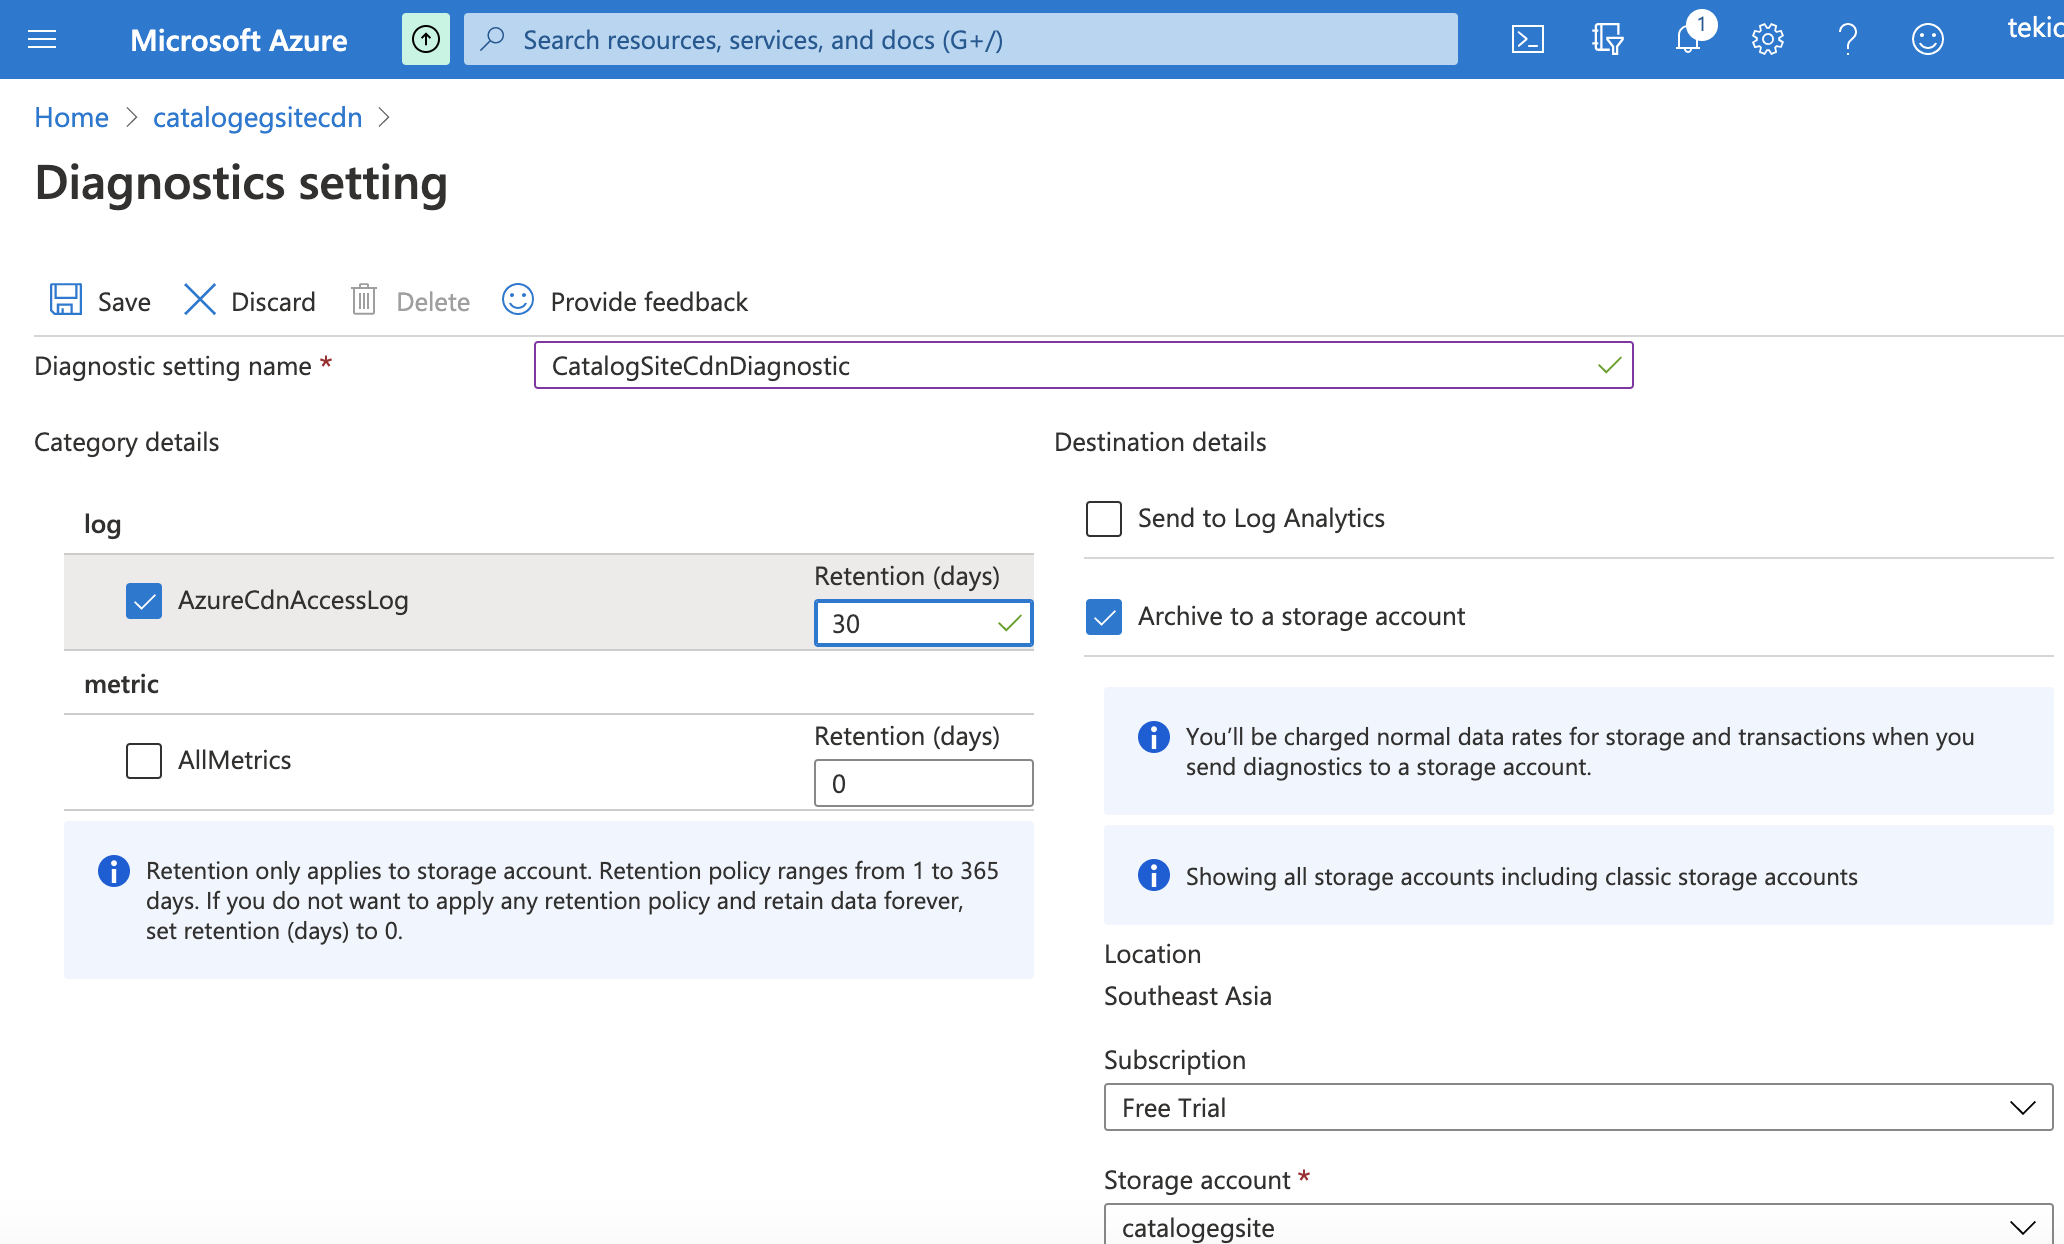 Microsoft Azure
Search resources, services, and docs (G+/)
1
Home > catalogegsitecdn >
Diagnostics setting
Save Discard Delete Provide feedback
Diagnostic setting name *
CatalogSiteCdnDiagnostic
Category details
log
AzureCdnAccessLog
Retention (days)
30
metric
AllMetrics
Retention (days)
0
Retention only applies to storage account. Retention policy ranges from 1 to 365
days. If you do not want to apply any retention policy and retain data forever,
set retention (days) to 0.
Destination details
Send to Log Analytics
Archive to a storage account
You’ll be charged normal data rates for storage and transactions when you
send diagnostics to a storage account.
Showing all storage accounts including classic storage accounts
Location
Southeast Asia
Subscription
Free Trial
Storage account *
catalogegsite